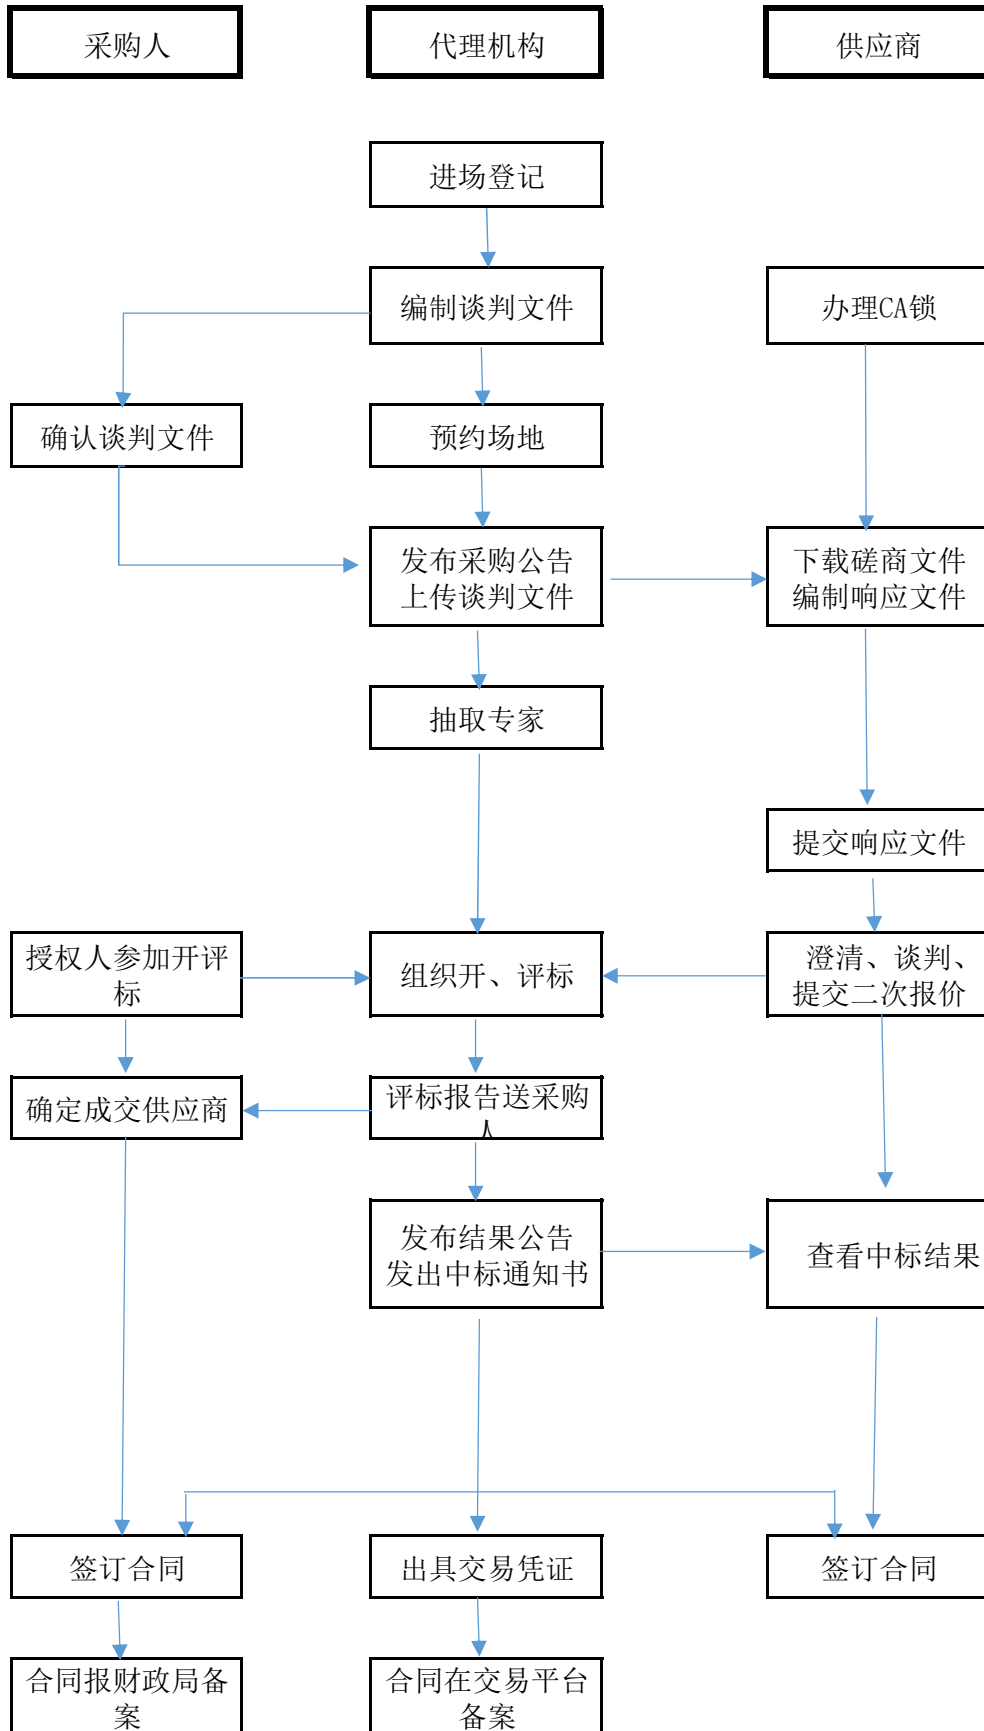 采购人
代理机构
供应商
进场登记
编制谈判文件
办理CA锁
确认谈判文件
预约场地
发布采购公告
上传谈判文件
下载磋商文件
编制响应文件
抽取专家
提交响应文件
授权人参加开评
标
组织开、评标
澄清、谈判、
提交二次报价
确定成交供应商
评标报告送采购
人
发布结果公告
发出中标通知书
查看中标结果
签订合同
出具交易凭证
签订合同
合同报财政局备
案
合同在交易平台
备案